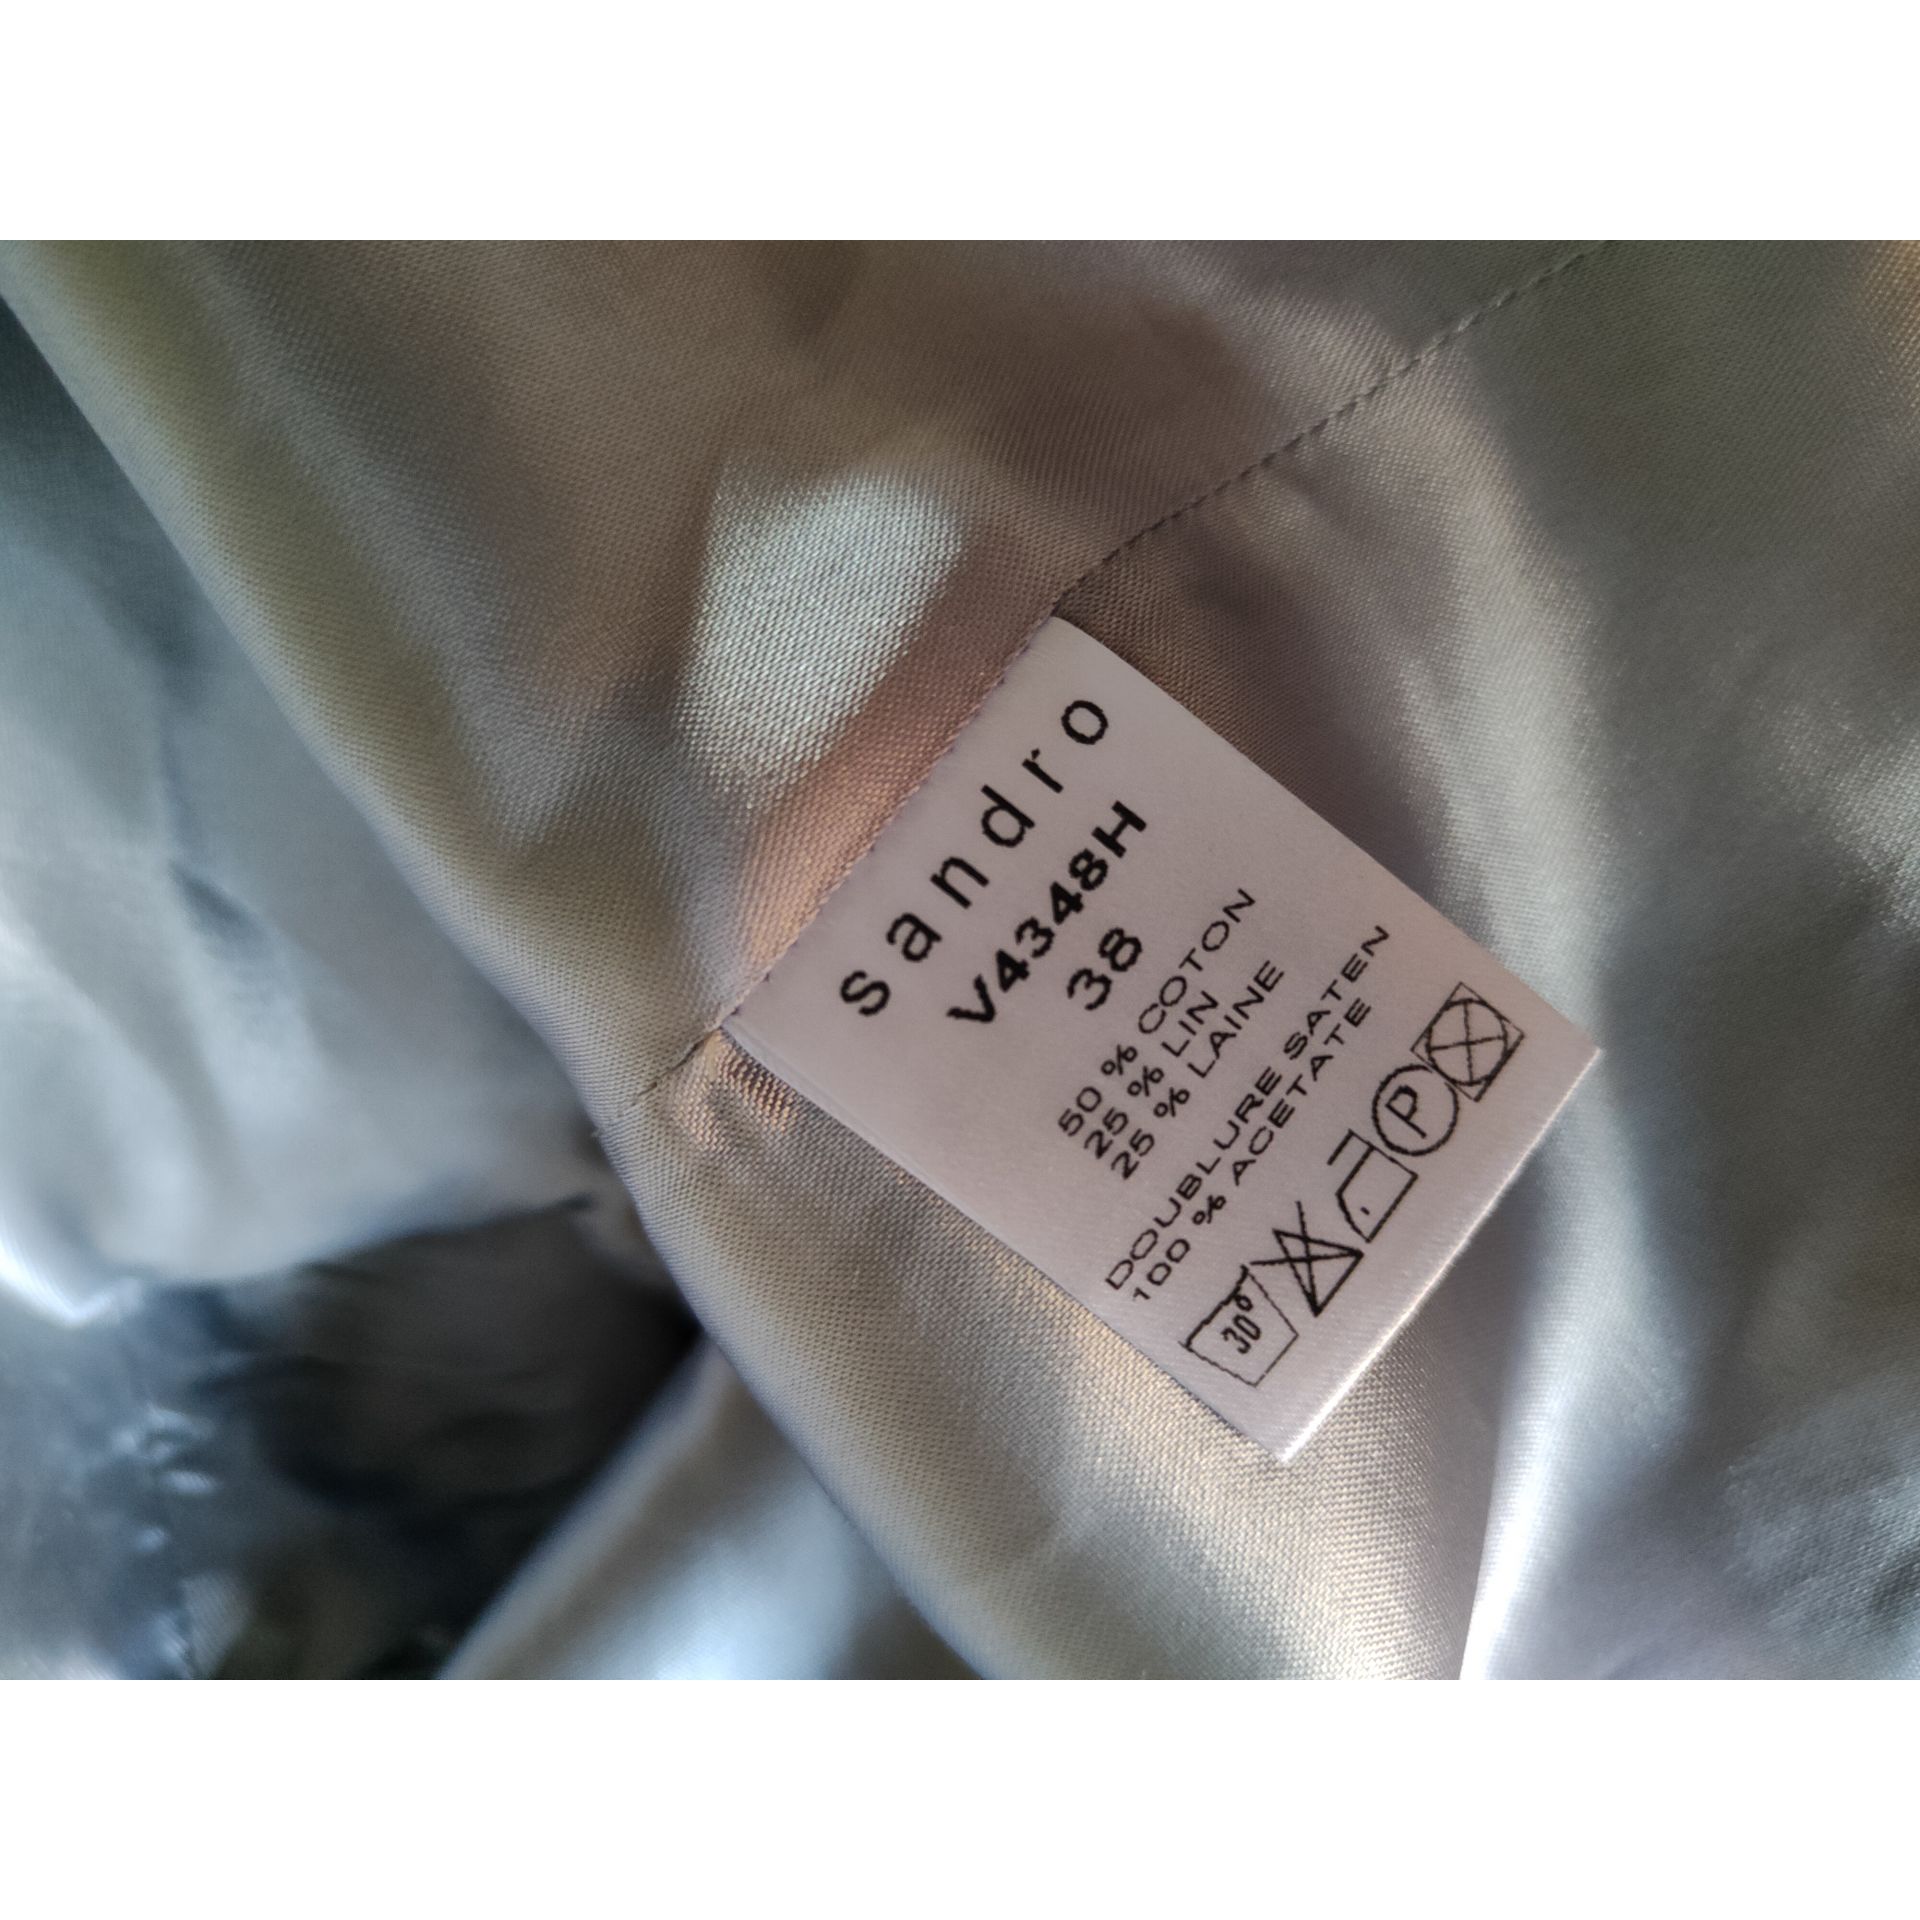 sandro
V4348H
38
50 % COTON
25 % LIN
25 % LAINE
DOUBLURE SATEN
100 % ACETATE
30° P